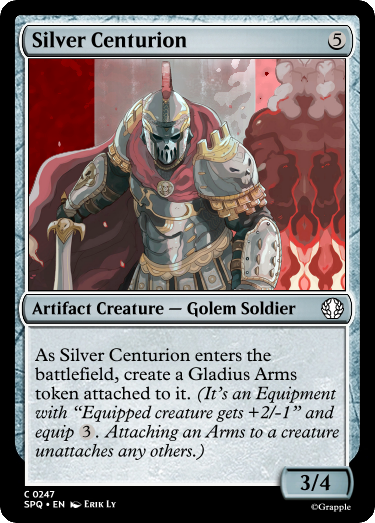 Silver Centurion 5
Artifact Creature — Golem Soldier
As Silver Centurion enters the
battlefield, create a Gladius Arms
token attached to it. (It's an Equipment
with “Equipped creature gets +2/-1” and
equip 3. Attaching an Arms to a creature
unattaches any others.)
3/4
C 0247
SPQ • EN Erik Ly
©Grapple